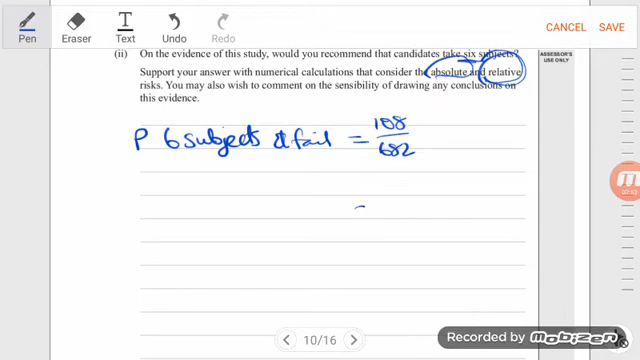 CANCEL SAVE
Pen Eraser Text Undo Redo
(ii) On the evidence of this study, would you recommend that candidates take six subjects?
Support your answer with numerical calculations that consider the absolute and relative
risks. You may also wish to comment on the sensibility of drawing any conclusions on
this evidence.
ASSESSOR'S
USE ONLY
P 6 subjects & fail = 108
682
=
10/16
Recorded by Mobizen